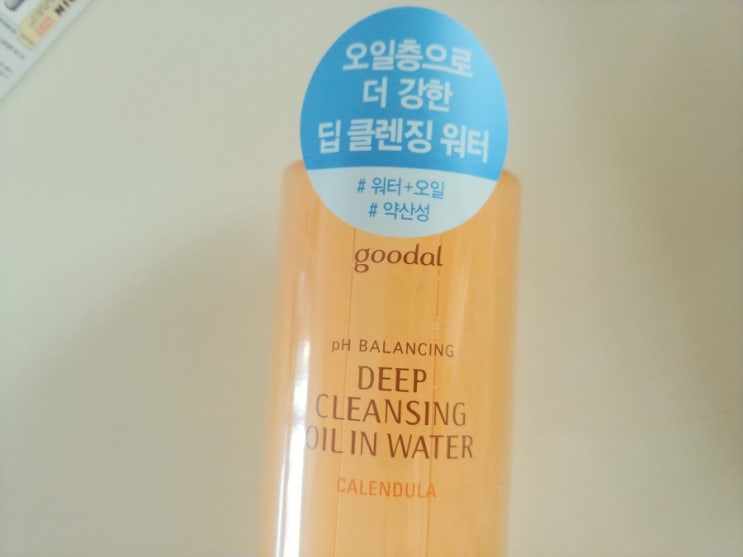 오일층으로
더 강한
딥 클렌징 워터
# 워터+오일
# 약산성
goodal
pH BALANCING
DEEP
CLEANSING
OIL IN WATER
CALENDULA